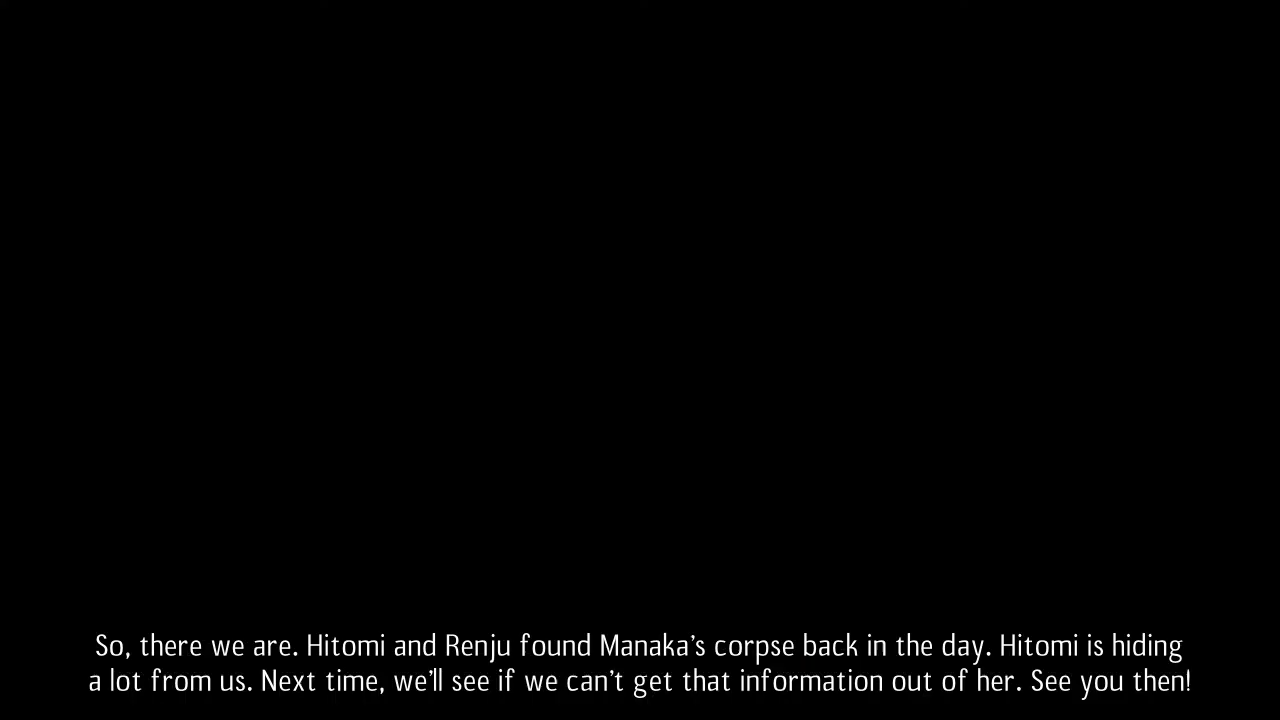 So, there we are. Hitomi and Renju found Manaka’s corpse back in the day. Hitomi is hiding
a lot from us. Next time, we’ll see if we can’t get that information out of her. See you then!